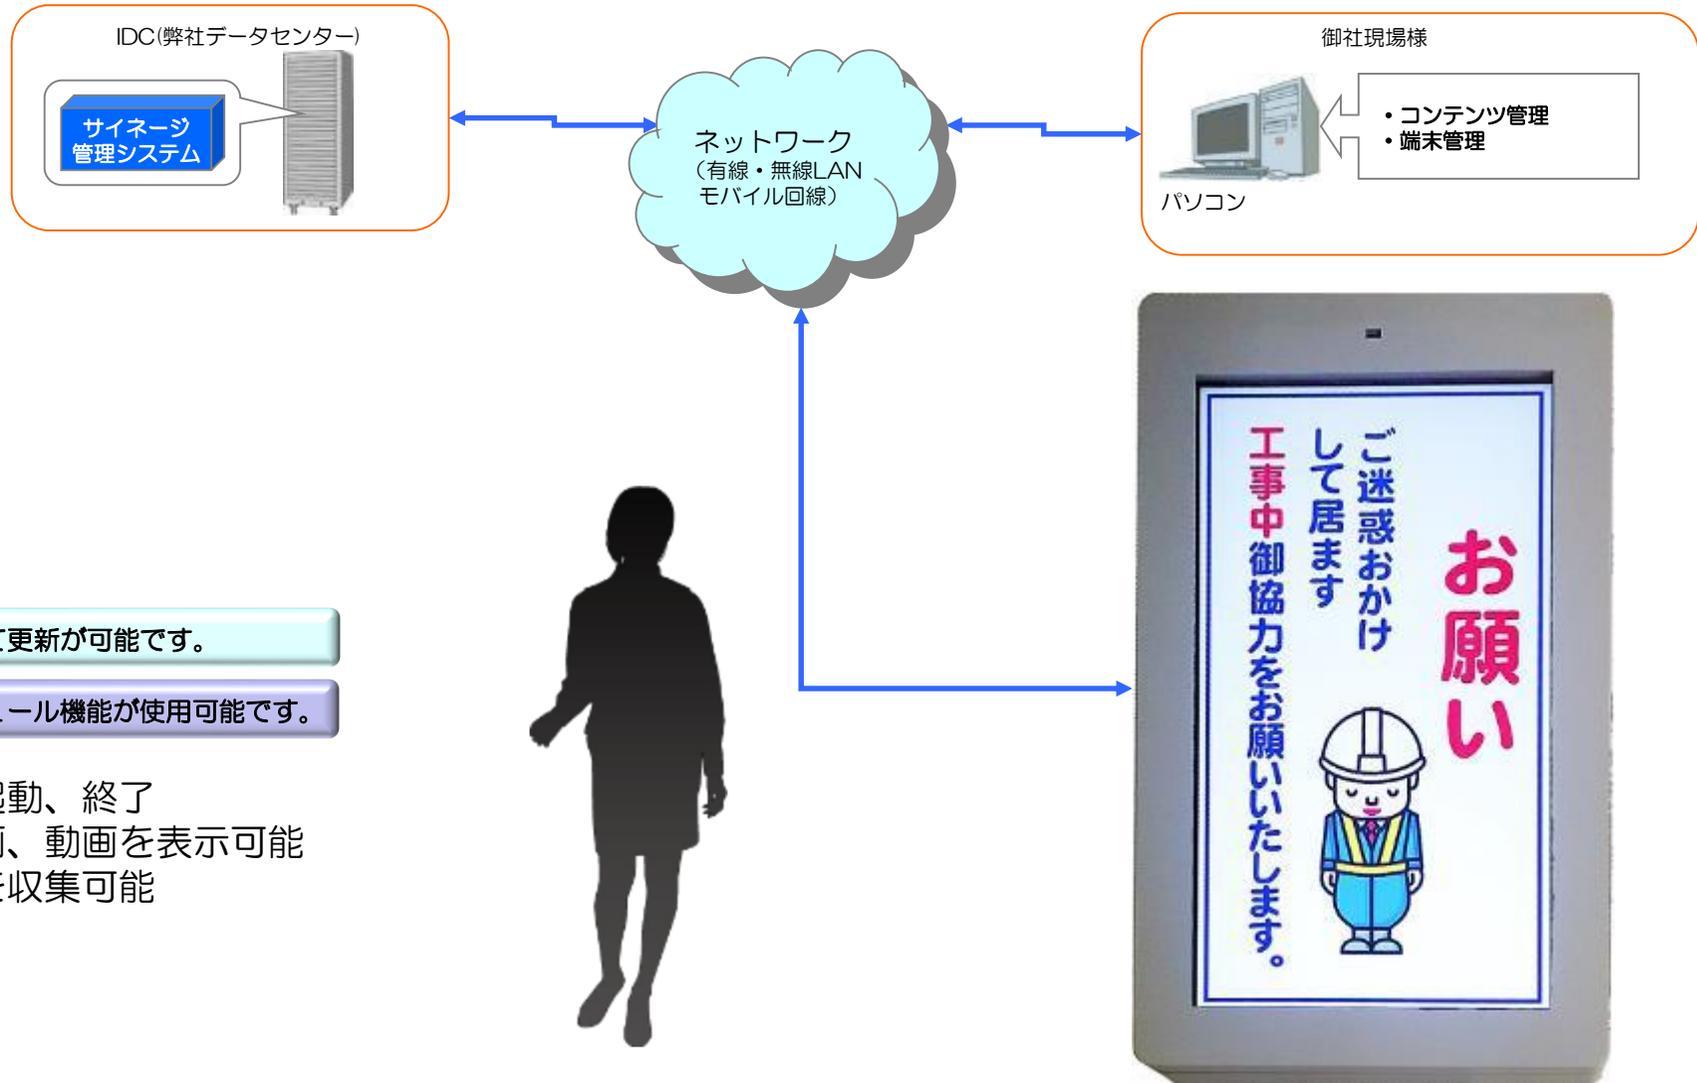 IDC(弊社データセンター)
サイネージ
管理システム
ネットワーク
（有線・無線LAN
モバイル回線）
御社現場様
・コンテンツ管理
・端末管理
パソコン
お願い
ご迷惑おかけ
して居ます
工事中御協力をお願いいたします。
て更新が可能です。
ュール機能が使用可能です。
起動、終了
画、動画を表示可能
を収集可能